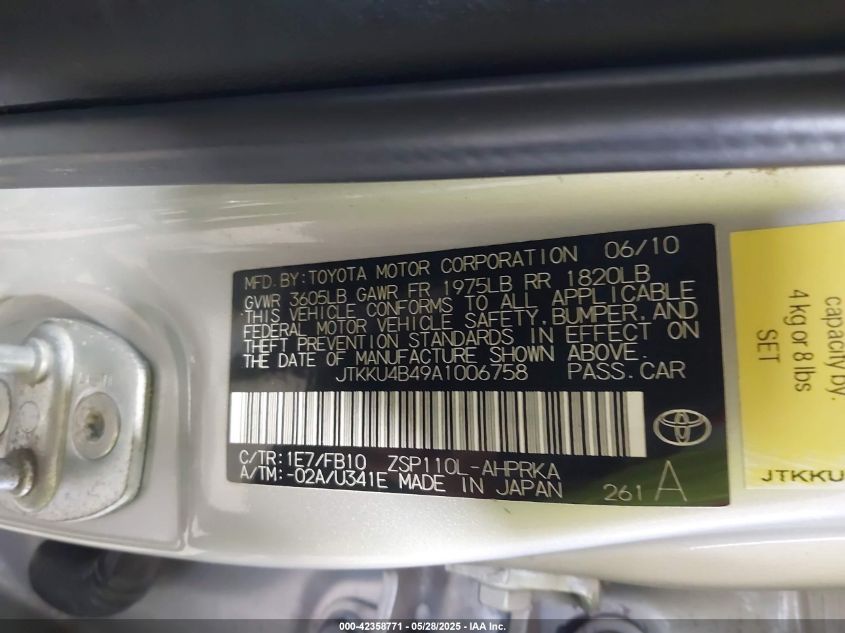 MFD. BY: TOYOTA MOTOR CORPORATION 06/10
GVWR 3605LB GAWR FR 1975LB RR 1820LB
THIS VEHICLE CONFORMS TO ALL APPLICABLE
FEDERAL MOTOR VEHICLE SAFETY, BUMPER, AND
THEFT PREVENTION STANDARDS IN EFFECT ON
THE DATE OF MANUFACTURE SHOWN ABOVE.
JTKKU4B49A1006758 PASS. CAR
C/TR: 1E7/FB10 ZSP110L-AHPRKA
A/TM: -02A/U341E MADE IN JAPAN
261 A
capacity by:
4 kg or 8 lbs
SET
JTKKU
000-42358771 - 05/28/2025 - IAA Inc.